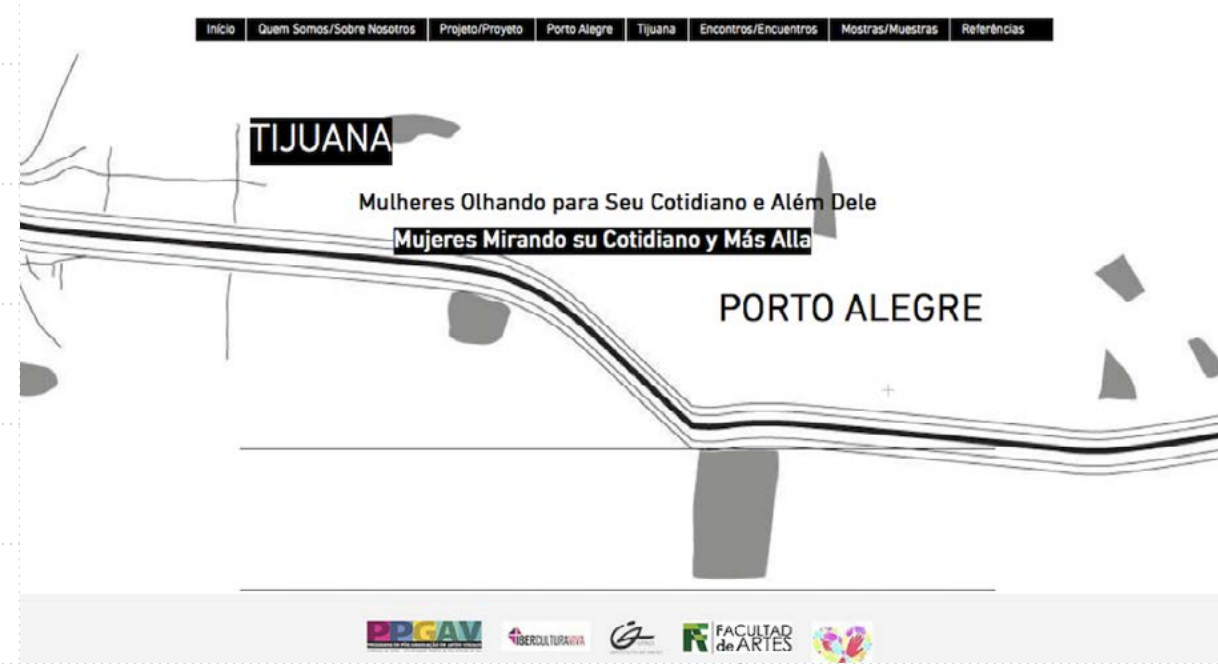 Início Quem Somos/Sobre Nosotros Projeto/Proyeto Porto Alegre Tijuana Encontros/Encuentros Mostras/Muestras Referências
TIJUANA
Mulheres Olhando para Seu Cotidiano e Além Dele
Mujeres Mirando su Cotidiano y Más Alla
PORTO ALEGRE
PPGAV
IBERCULTURAVIVA
FACULTAD
de ARTES